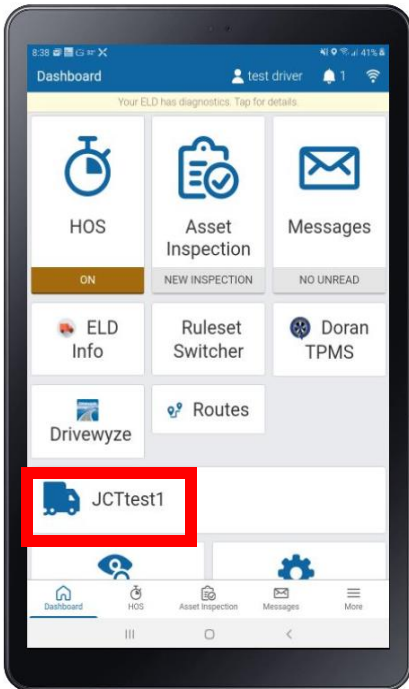 8:38
41%
Dashboard
test driver
1
Your ELD has diagnostics. Tap for details.
HOS
Asset
Inspection
Messages
ON
NEW INSPECTION
NO UNREAD
ELD
Info
Ruleset
Switcher
Doran
TPMS
Drivewyze
Routes
JCTtest1
Dashboard
HOS
Asset Inspection
Messages
More